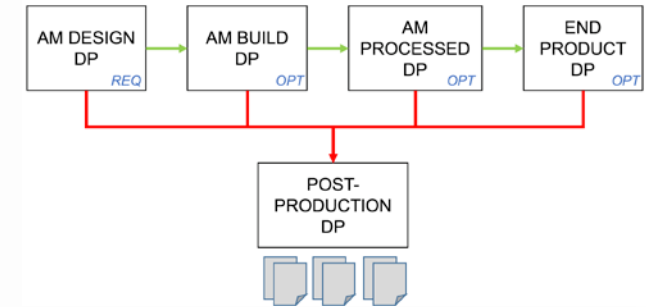 AM DESIGN
DP
REQ
AM BUILD
DP
OPT
AM
PROCESSED
DP
OPT
END
PRODUCT
DP
OPT
POST-
PRODUCTION
DP